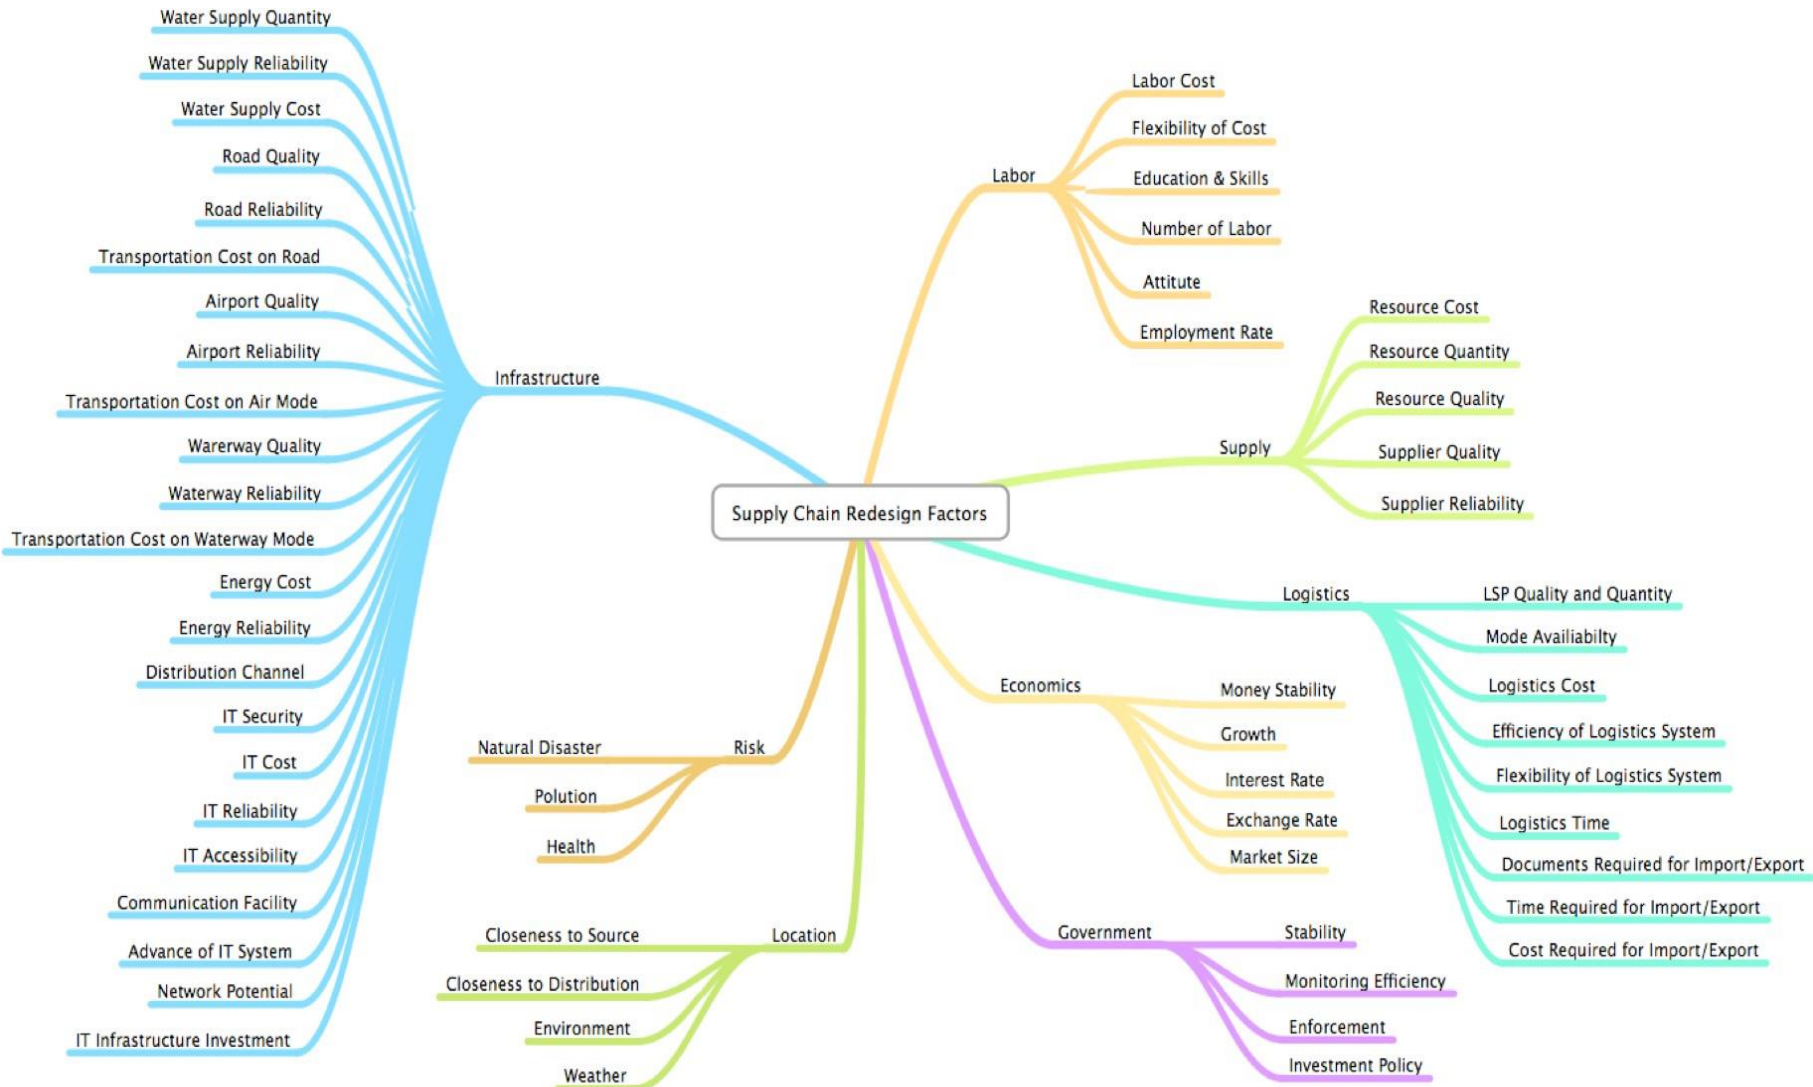 Water Supply Quantity
Water Supply Reliability
Water Supply Cost
Road Quality
Road Reliability
Transportation Cost on Road
Airport Quality
Airport Reliability
Transportation Cost on Air Mode
Warerway Quality
Waterway Reliability
Transportation Cost on Waterway Mode
Energy Cost
Energy Reliability
Distribution Channel
IT Security
IT Cost
IT Reliability
IT Accessibility
Communication Facility
Advance of IT System
Network Potential
IT Infrastructure Investment
Infrastructure
Supply Chain Redesign Factors
Labor
Labor Cost
Flexibility of Cost
Education & Skills
Number of Labor
Attitute
Employment Rate
Supply
Resource Cost
Resource Quantity
Resource Quality
Supplier Quality
Supplier Reliability
Logistics
LSP Quality and Quantity
Mode Availiabilty
Logistics Cost
Efficiency of Logistics System
Flexibility of Logistics System
Logistics Time
Documents Required for Import/Export
Time Required for Import/Export
Cost Required for Import/Export
Economics
Money Stability
Growth
Interest Rate
Exchange Rate
Market Size
Government
Stability
Monitoring Efficiency
Enforcement
Investment Policy
Risk
Natural Disaster
Polution
Health
Location
Closeness to Source
Closeness to Distribution
Environment
Weather